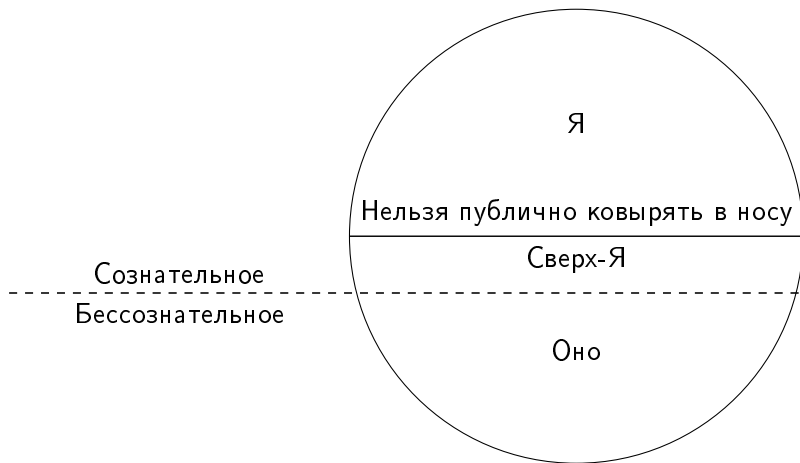 Я
Нельзя публично ковырять в носу
Сверх-Я
Сознательное
Бессознательное
Оно